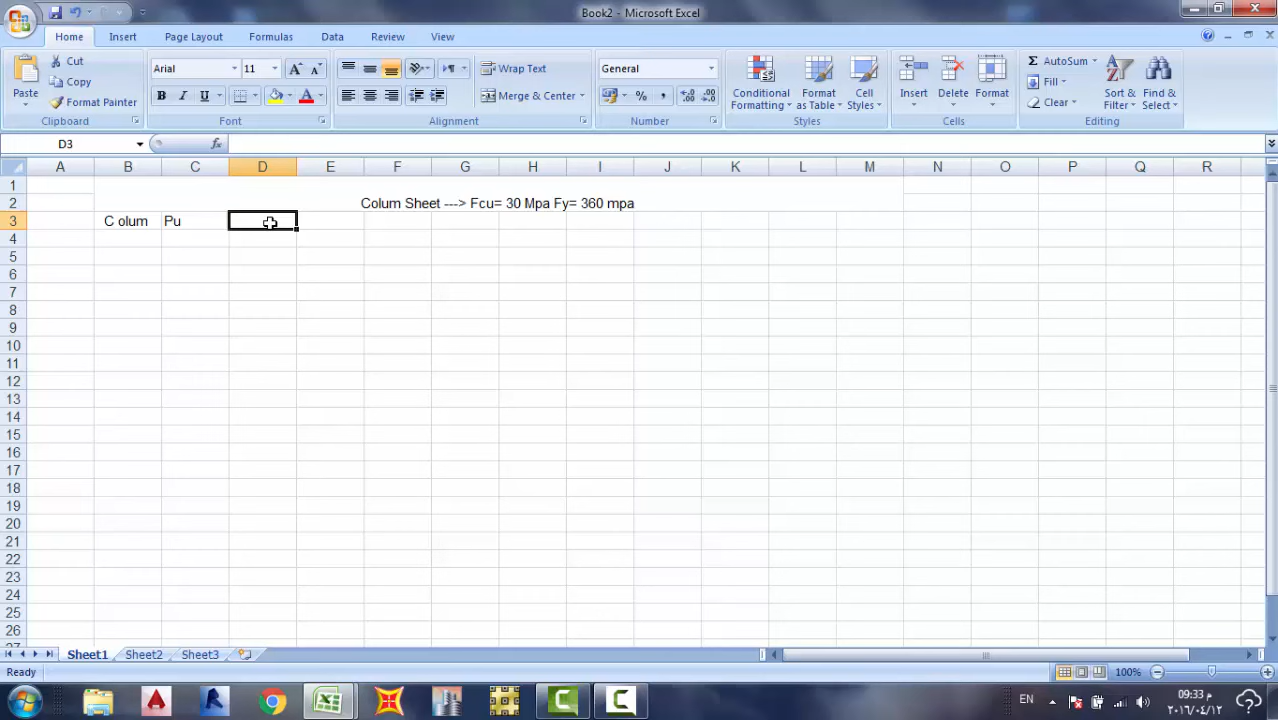 Book2 - Microsoft Excel
Home Insert Page Layout Formulas Data Review View
Paste
Cut
Copy
Format Painter
Clipboard
Arial 11
B I U
A A
Font
Wrap Text
Merge & Center
Alignment
General
% ,
Number
Conditional Formatting
Format as Table
Cell Styles
Styles
Insert Delete Format
Cells
Σ AutoSum
Fill
Clear
Sort & Filter
Find & Select
Editing
D3 fx
A B C D E F G H I J K L M N O P Q R
1
2 Colum Sheet ---> Fcu= 30 Mpa Fy= 360 mpa
3 C olum Pu
4
5
6
7
8
9
10
11
12
13
14
15
16
17
18
19
20
21
22
23
24
25
26
27
Sheet1 Sheet2 Sheet3
Ready 100%
EN
م 09:33
٢٠١٦/٠٤/١٢